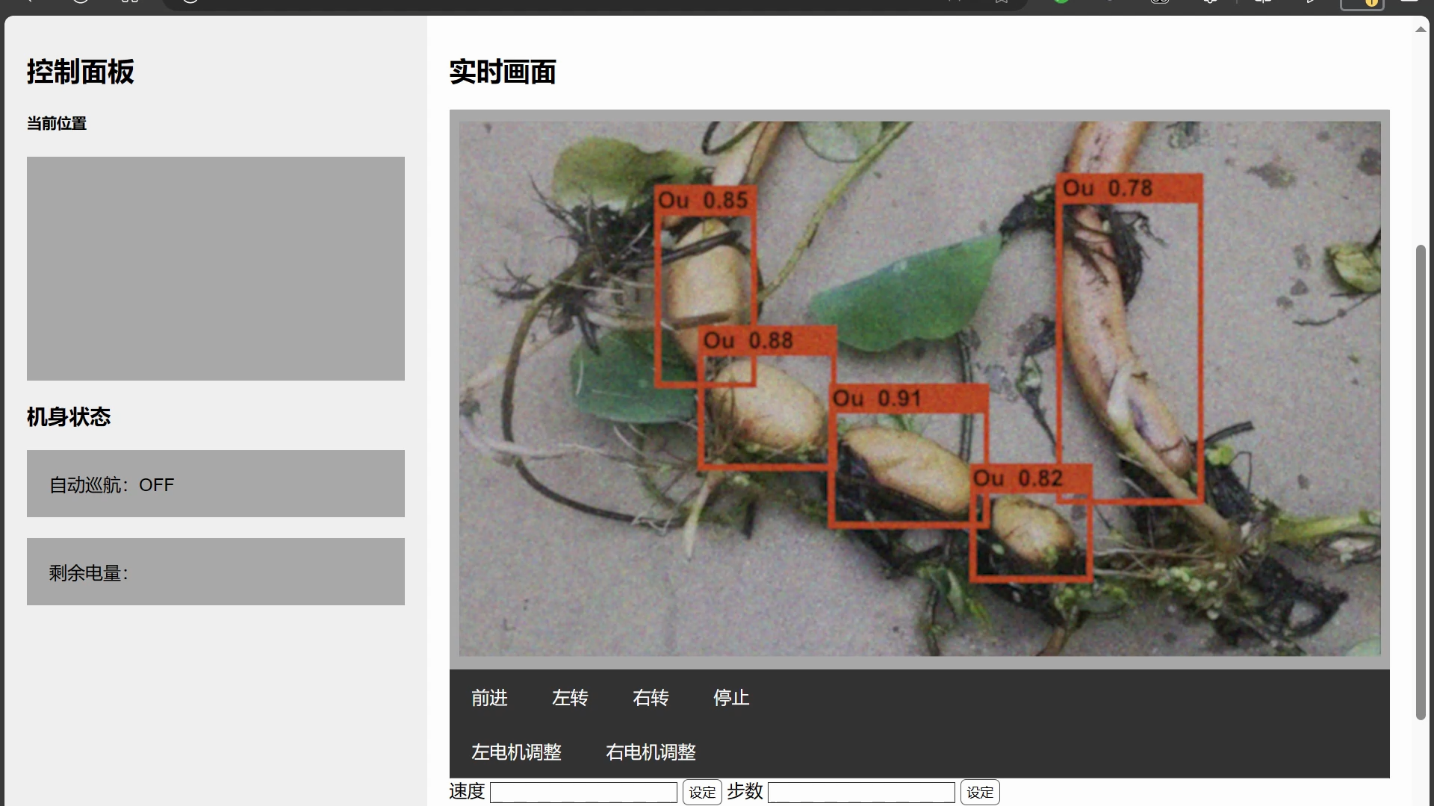 控制面板
当前位置
机身状态
自动巡航：OFF
剩余电量：
实时画面
Ou 0.85
Ou 0.78
Ou 0.88
Ou 0.91
Ou 0.82
前进 左转 右转 停止
左电机调整 右电机调整
速度 设定 步数 设定